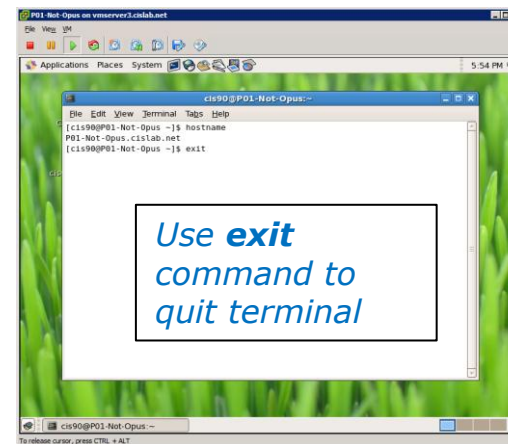 P01-Not-Opus on vmserver3.cislab.net
File View VM
Applications Places System 5:54 PM
cis90@P01-Not-Opus:~
File Edit View Terminal Tabs Help
[cis90@P01-Not-Opus ~]$ hostname
P01-Not-Opus.cislab.net
[cis90@P01-Not-Opus ~]$ exit
Use exit
command to
quit terminal
cis90@P01-Not-Opus:~
To release cursor, press CTRL + ALT